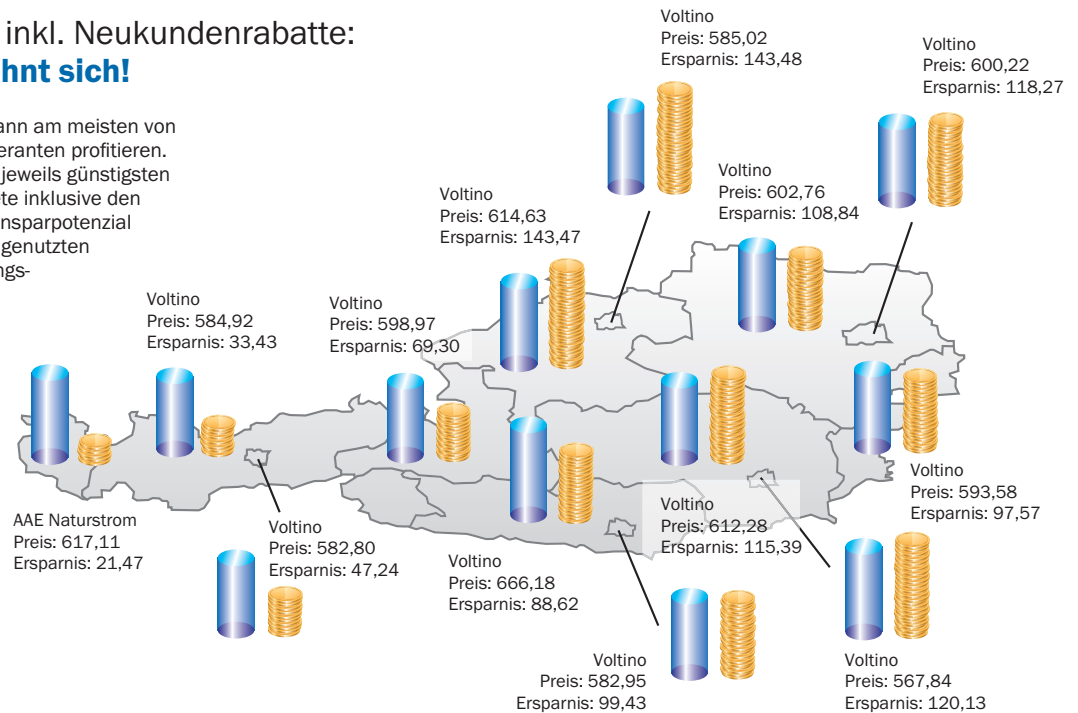 inkl. Neukundenrabatte:
hnt sich!
ann am meisten von
eranten profitieren.
jeweils günstigsten
ete inklusive den
nsparpotenzial
genutzten
ngs-
Voltino
Preis: 585,02
Ersparnis: 143,48
Voltino
Preis: 600,22
Ersparnis: 118,27
Voltino
Preis: 602,76
Ersparnis: 108,84
Voltino
Preis: 614,63
Ersparnis: 143,47
Voltino
Preis: 584,92
Ersparnis: 33,43
Voltino
Preis: 598,97
Ersparnis: 69,30
AAE Naturstrom
Preis: 617,11
Ersparnis: 21,47
Voltino
Preis: 582,80
Ersparnis: 47,24
Voltino
Preis: 666,18
Ersparnis: 88,62
Voltino
Preis: 612,28
Ersparnis: 115,39
Voltino
Preis: 593,58
Ersparnis: 97,57
Voltino
Preis: 582,95
Ersparnis: 99,43
Voltino
Preis: 567,84
Ersparnis: 120,13